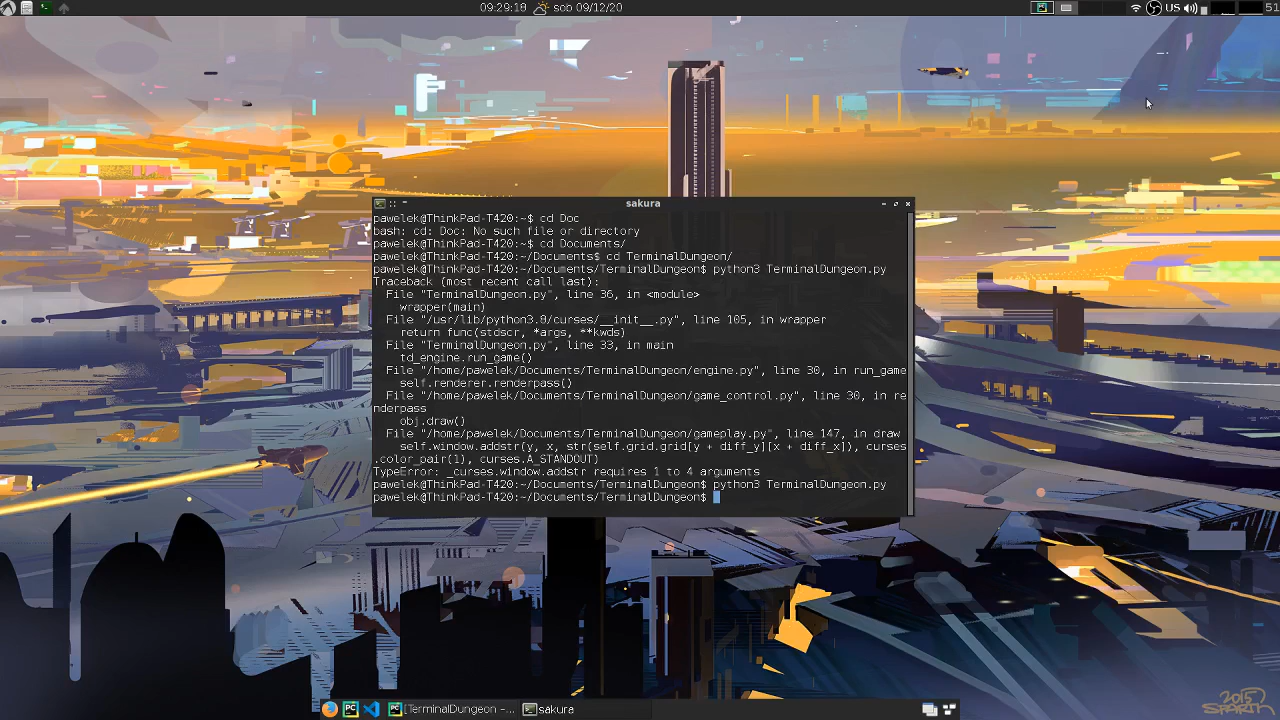 09:29:18 sob 09/12/20
US
51
sakura
pawelek@ThinkPad-T420:~$ cd Doc
bash: cd: Doc: No such file or directory
pawelek@ThinkPad-T420:~$ cd Documents/
pawelek@ThinkPad-T420:~/Documents$ cd TerminalDungeon/
pawelek@ThinkPad-T420:~/Documents/TerminalDungeon$ python3 TerminalDungeon.py
Traceback (most recent call last):
File "TerminalDungeon.py", line 36, in <module>
wrapper(main)
File "/usr/lib/python3.8/curses/__init__.py", line 105, in wrapper
return func(stdscr, *args, **kwds)
File "TerminalDungeon.py", line 33, in main
td_engine.run_game()
File "/home/pawelek/Documents/TerminalDungeon/engine.py", line 30, in run_game
self.renderer.renderpass()
File "/home/pawelek/Documents/TerminalDungeon/game_control.py", line 30, in re
nderpass
obj.draw()
File "/home/pawelek/Documents/TerminalDungeon/gameplay.py", line 147, in draw
self.window.addstr(y, x, str(self.grid.grid[y + diff_y][x + diff_x]), curses
.color_pair(1), curses.A_STANDOUT)
TypeError: _curses.window.addstr requires 1 to 4 arguments
pawelek@ThinkPad-T420:~/Documents/TerminalDungeon$ python3 TerminalDungeon.py
pawelek@ThinkPad-T420:~/Documents/TerminalDungeon$
2015
SPARTH
PC
PC
[TerminalDungeon -...
sakura